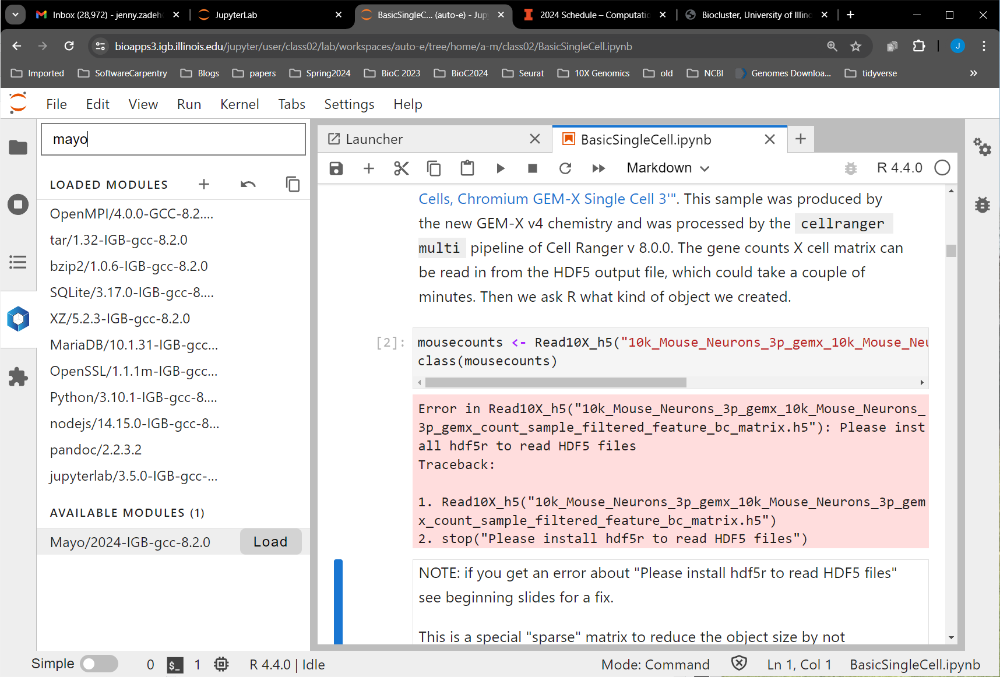 Inbox (28,972) - jenny.zadeh
JupyterLab
BasicSingleC... (auto-e) - Jup
2024 Schedule – Computatio
Biocluster, University of Illino
bioapps3.igb.illinois.edu/jupyter/user/class02/lab/workspaces/auto-e/tree/home/a-m/class02/BasicSingleCell.ipynb
J
Imported
SoftwareCarpentry
Blogs
papers
Spring2024
BioC 2023
BioC2024
Seurat
10X Genomics
old
NCBI
Genomes Downloa...
tidyverse
File Edit View Run Kernel Tabs Settings Help
mayo
LOADED MODULES
OpenMPI/4.0.0-GCC-8.2....
tar/1.32-IGB-gcc-8.2.0
bzip2/1.0.6-IGB-gcc-8.2.0
SQLite/3.17.0-IGB-gcc-8....
XZ/5.2.3-IGB-gcc-8.2.0
MariaDB/10.1.31-IGB-gcc...
OpenSSL/1.1.1m-IGB-gcc...
Python/3.10.1-IGB-gcc-8....
nodejs/14.15.0-IGB-gcc-8...
pandoc/2.2.3.2
jupyterlab/3.5.0-IGB-gcc-...
AVAILABLE MODULES (1)
Mayo/2024-IGB-gcc-8.2.0
Load
Launcher
BasicSingleCell.ipynb
Markdown
R 4.4.0
Cells, Chromium GEM-X Single Cell 3'". This sample was produced by
the new GEM-X v4 chemistry and was processed by the cellranger
multi pipeline of Cell Ranger v 8.0.0. The gene counts X cell matrix can
be read in from the HDF5 output file, which could take a couple of
minutes. Then we ask R what kind of object we created.
[2]:
mousecounts <- Read10X_h5("10k_Mouse_Neurons_3p_gemx_10k_Mouse_Neu
class(mousecounts)
Error in Read10X_h5("10k_Mouse_Neurons_3p_gemx_10k_Mouse_Neurons_
3p_gemx_count_sample_filtered_feature_bc_matrix.h5"): Please inst
all hdf5r to read HDF5 files
Traceback:
1. Read10X_h5("10k_Mouse_Neurons_3p_gemx_10k_Mouse_Neurons_3p_gem
x_count_sample_filtered_feature_bc_matrix.h5")
2. stop("Please install hdf5r to read HDF5 files")
NOTE: if you get an error about "Please install hdf5r to read HDF5 files"
see beginning slides for a fix.
This is a special "sparse" matrix to reduce the object size by not
Simple
0
$_
1
R 4.4.0 | Idle
Mode: Command
Ln 1, Col 1
BasicSingleCell.ipynb